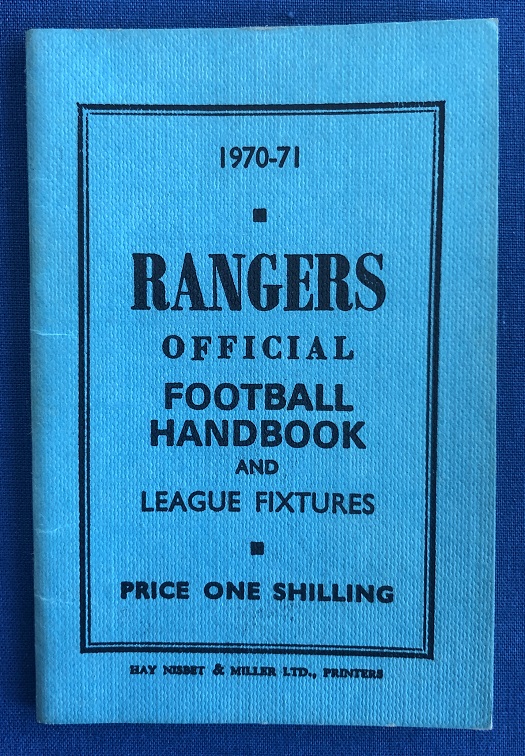 1970-71
RANGERS
OFFICIAL
FOOTBALL
HANDBOOK
AND
LEAGUE FIXTURES
PRICE ONE SHILLING
HAY NISBET & MILLER LTD., PRINTERS